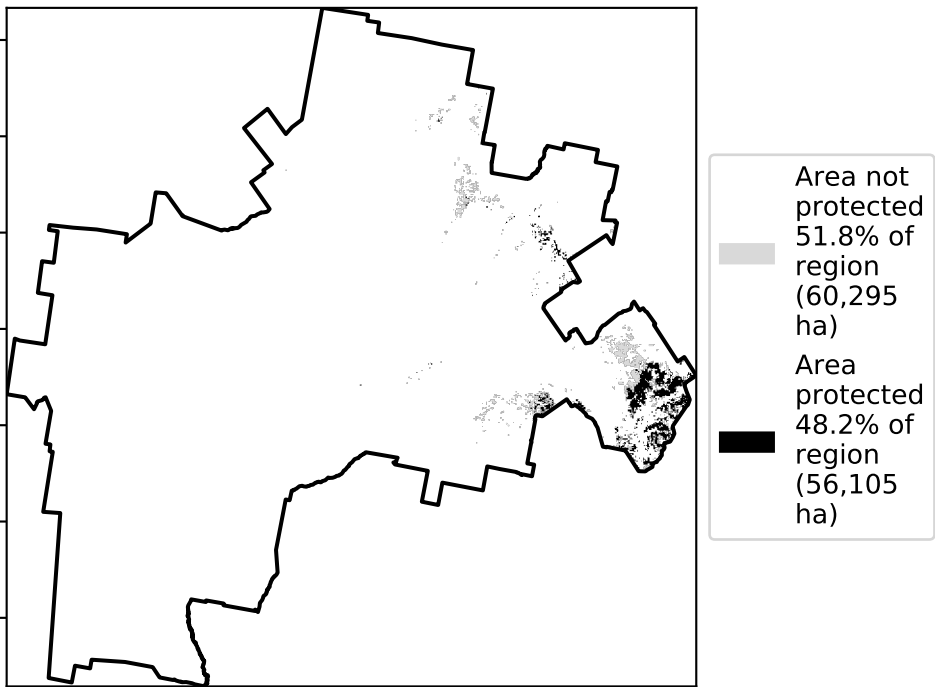 Area not
protected
51.8% of
region
(60,295
ha)
Area
protected
48.2% of
region
(56,105
ha)